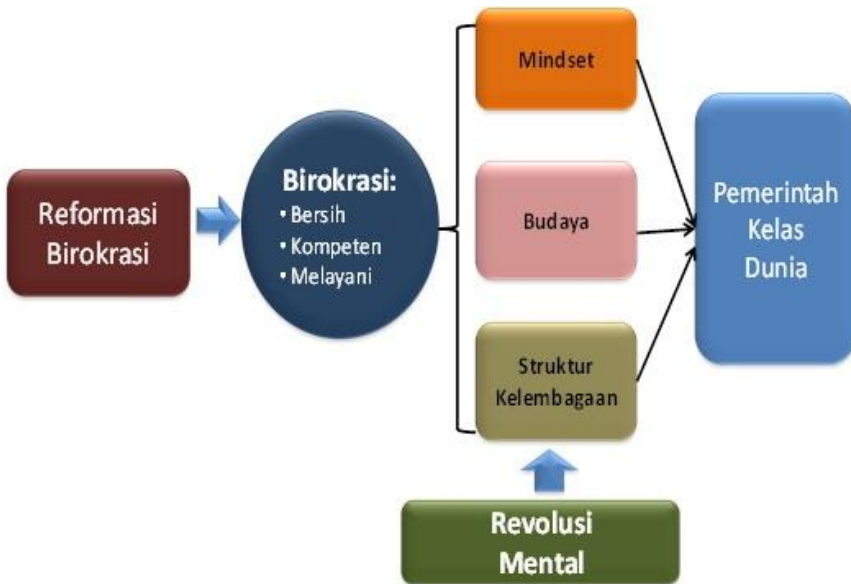 Reformasi
Birokrasi
Birokrasi:
• Bersih
• Kompeten
• Melayani
Mindset
Budaya
Struktur
Kelembagaan
Pemerintah
Kelas
Dunia
Revolusi
Mental